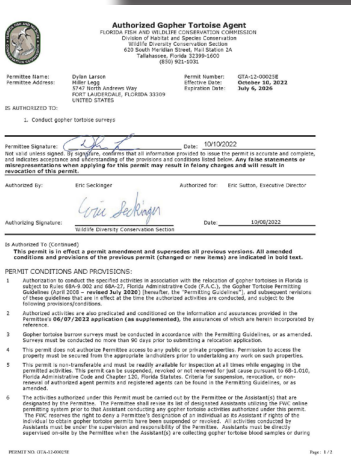 Authorized Gopher Tortoise Agent
FLORIDA FISH AND WILDLIFE CONSERVATION COMMISSION
Division of Habitat and Species Conservation
Wildlife Diversity Conservation Section
620 South Meridian Street, Mail Station 2A
Tallahassee, Florida 32399-1600
(850) 921-1031
Permittee Name: Dylan Larson Permit Number: GTA-12-00025E
Permittee Address: Miller Legg Effective Date: October 10, 2022
5747 North Andrews Way Expiration Date: July 6, 2026
FORT LAUDERDALE, FLORIDA 33309
UNITED STATES
IS AUTHORIZED TO:
1. Conduct gopher tortoise surveys
Permittee Signature: Date: 10/10/2022
Not valid unless signed. By signature, confirms that all information provided to issue the permit is accurate and complete,
and indicates acceptance and understanding of the provisions and conditions listed below. Any false statements or
misrepresentations when applying for this permit may result in felony charges and will result in
revocation of this permit.
Authorized By: Eric Seckinger Authorized for: Eric Sutton, Executive Director
Eric Seckinger
Authorizing Signature: Date: 10/08/2022
Wildlife Diversity Conservation Section
Is Authorized To (Continued)
This permit is in effect a permit amendment and supersedes all previous versions. All amended
conditions and provisions of the previous permit (changed or new items) are indicated in bold text.
PERMIT CONDITIONS AND PROVISIONS:
1 Authorization to conduct the specified activities in association with the relocation of gopher tortoises in Florida is
subject to Rules 68A-9.002 and 68A-27, Florida Administrative Code (F.A.C.), the Gopher Tortoise Permitting
Guidelines (April 2008 – revised July 2020) (hereafter, the "Permitting Guidelines"), and subsequent revisions
of these guidelines that are in effect at the time the authorized activities are conducted, and subject to the
following provisions/conditions.
2 Authorized activities are also predicated and conditioned on the information and assurances provided in the
Permittee's 06/07/2022 application (as supplemented), the assurances of which are herein incorporated by
reference.
3 Gopher tortoise burrow surveys must be conducted in accordance with the Permitting Guidelines, or as amended.
Surveys must be conducted no more than 90 days prior to submitting a relocation application.
4 This permit does not authorize Permittee access to any public or private properties. Permission to access the
property must be secured from the appropriate landholders prior to undertaking any work on such properties.
5 This permit is non-transferable and must be readily available for inspection at all times while engaging in the
permitted activities. This permit can be suspended, revoked or not renewed for just cause pursuant to 68-1.010,
Florida Administrative Code and Chapter 120, Florida Statutes. Criteria for suspension, revocation, or non-
renewal of authorized agent permits and registered agents can be found in the Permitting Guidelines, or as
amended.
6 The activities authorized under this Permit must be carried out by the Permittee or the Assistant(s) that are
designated by the Permittee. The Permittee shall revise its list of designated Assistants utilizing the FWC online
permitting system prior to that Assistant conducting any gopher tortoise activities authorized under this permit.
The FWC reserves the right to deny a Permittee's designation of an individual as its Assistant if rights of the
individual to obtain gopher tortoise permits have been suspended or revoked. All activities conducted by
Assistants must be under the supervision and responsibility of the Permittee. Assistants must be directly
supervised on-site by the Permittee when the Assistant(s) are collecting gopher tortoise blood samples or during
PERMIT NO. GTA-12-00025E Page: 1 / 2